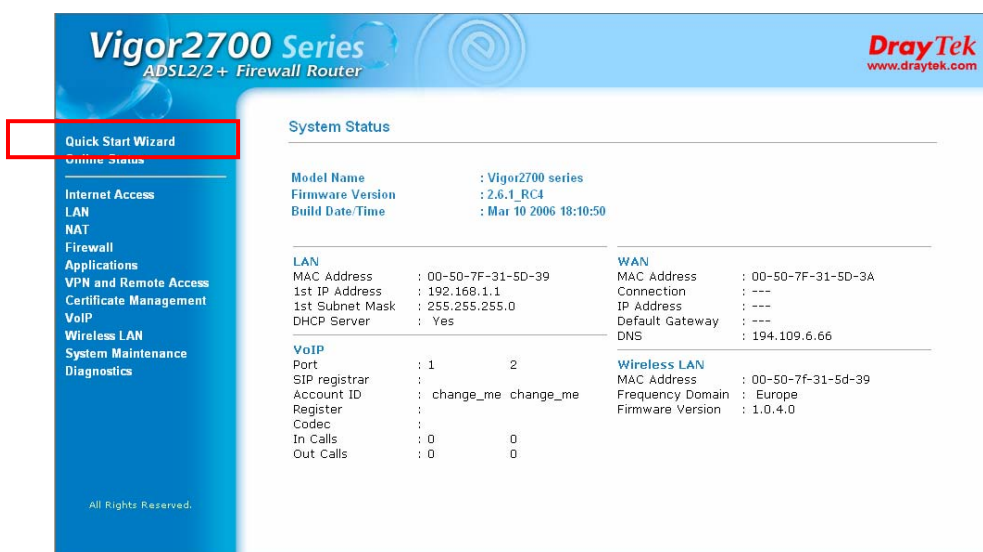 Vigor2700 Series
ADSL2/2+ Firewall Router
DrayTek
www.draytek.com
Quick Start Wizard
Online Status
Internet Access
LAN
NAT
Firewall
Applications
VPN and Remote Access
Certificate Management
VoIP
Wireless LAN
System Maintenance
Diagnostics
All Rights Reserved.
System Status
Model Name : Vigor2700 series
Firmware Version : 2.6.1_RC4
Build Date/Time : Mar 10 2006 18:10:50
LAN
MAC Address : 00-50-7F-31-5D-39
1st IP Address : 192.168.1.1
1st Subnet Mask : 255.255.255.0
DHCP Server : Yes
VoIP
Port : 1 2
SIP registrar :
Account ID : change_me change_me
Register :
Codec :
In Calls : 0 0
Out Calls : 0 0
WAN
MAC Address : 00-50-7F-31-5D-3A
Connection : ---
IP Address : ---
Default Gateway : ---
DNS : 194.109.6.66
Wireless LAN
MAC Address : 00-50-7f-31-5d-39
Frequency Domain : Europe
Firmware Version : 1.0.4.0